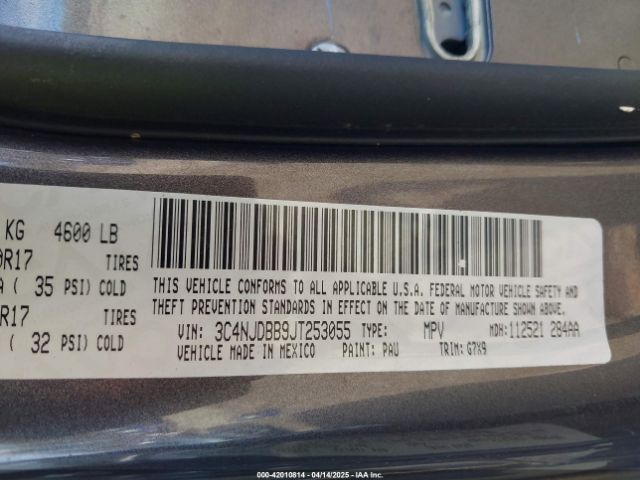 KG 4600 LB
R17 TIRES
( 35 PSI) COLD
R17 TIRES
( 32 PSI) COLD
THIS VEHICLE CONFORMS TO ALL APPLICABLE U.S.A. FEDERAL MOTOR VEHICLE SAFETY AND
THEFT PREVENTION STANDARDS IN EFFECT ON THE DATE OF MANUFACTURE SHOWN ABOVE.
VIN: 3C4NJDBB9JT253055 TYPE: MPV MDH: 112521 284AA
VEHICLE MADE IN MEXICO PAINT: PAU TRIM: G7X9
000-42010814 - 04/14/2025 - IAA Inc.